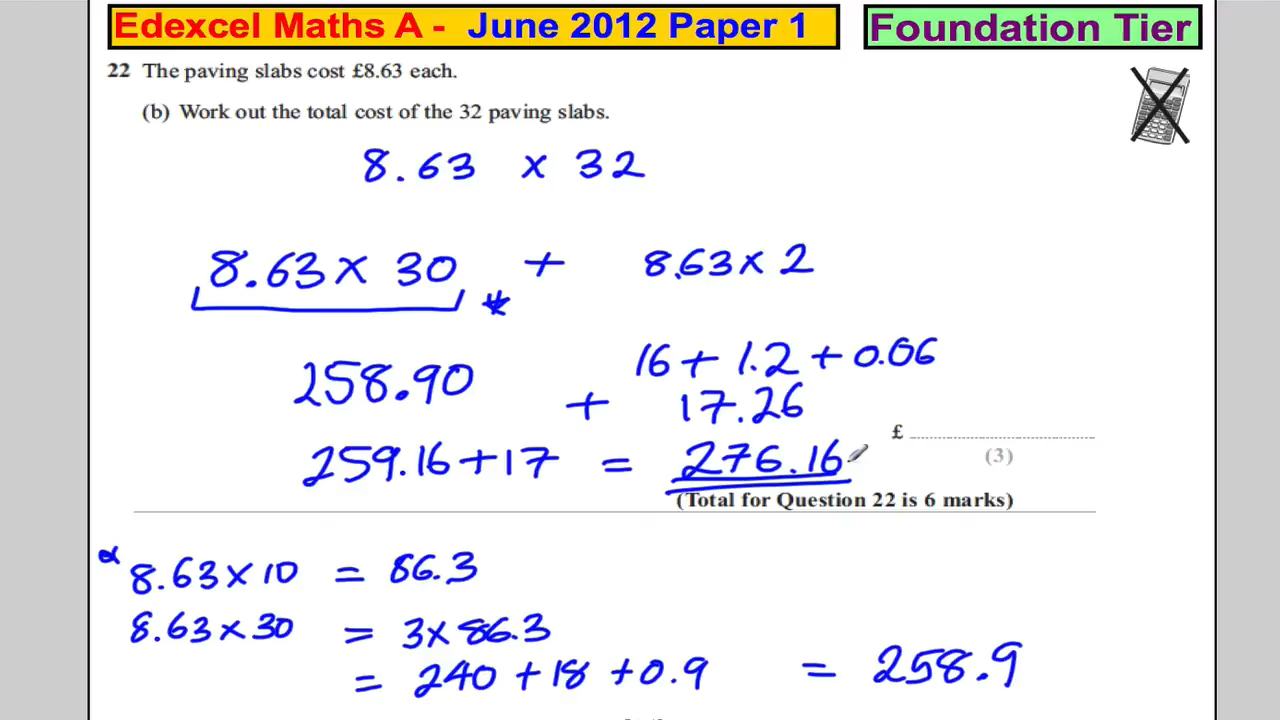 Edexcel Maths A - June 2012 Paper 1
Foundation Tier
22 The paving slabs cost £8.63 each.
(b) Work out the total cost of the 32 paving slabs.
8.63 x 32
8.63 x 30 + 8.63 x 2
*
258.90
16 + 1.2 + 0.06
+ 17.26
£ ........................................
259.16 + 17 = 276.16
(3)
(Total for Question 22 is 6 marks)
8.63 x 10 = 86.3
8.63 x 30 = 3 x 86.3
= 240 + 18 + 0.9 = 258.9